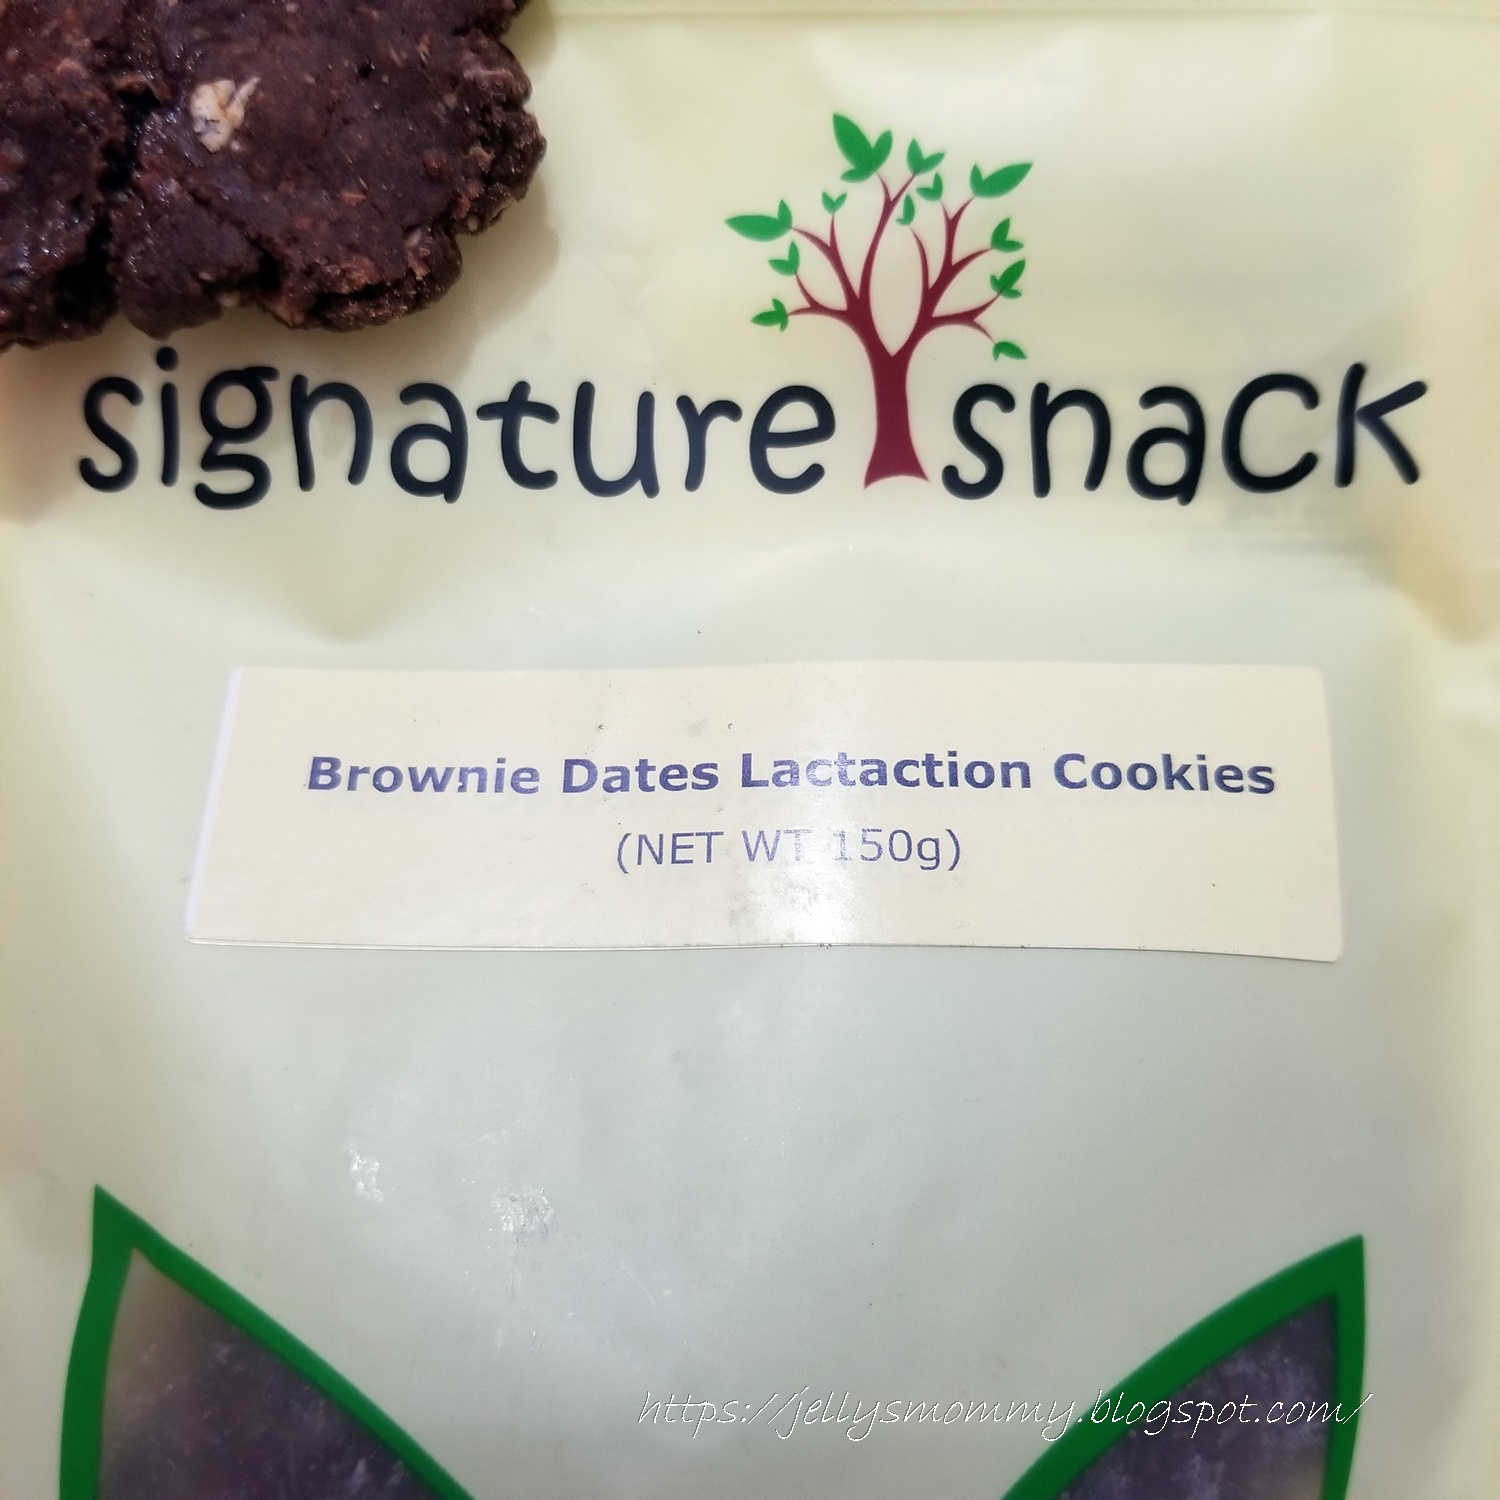 signature snack
Brownie Dates Lactaction Cookies
(NET WT 150g)
https://jellysmommy.blogspot.com/